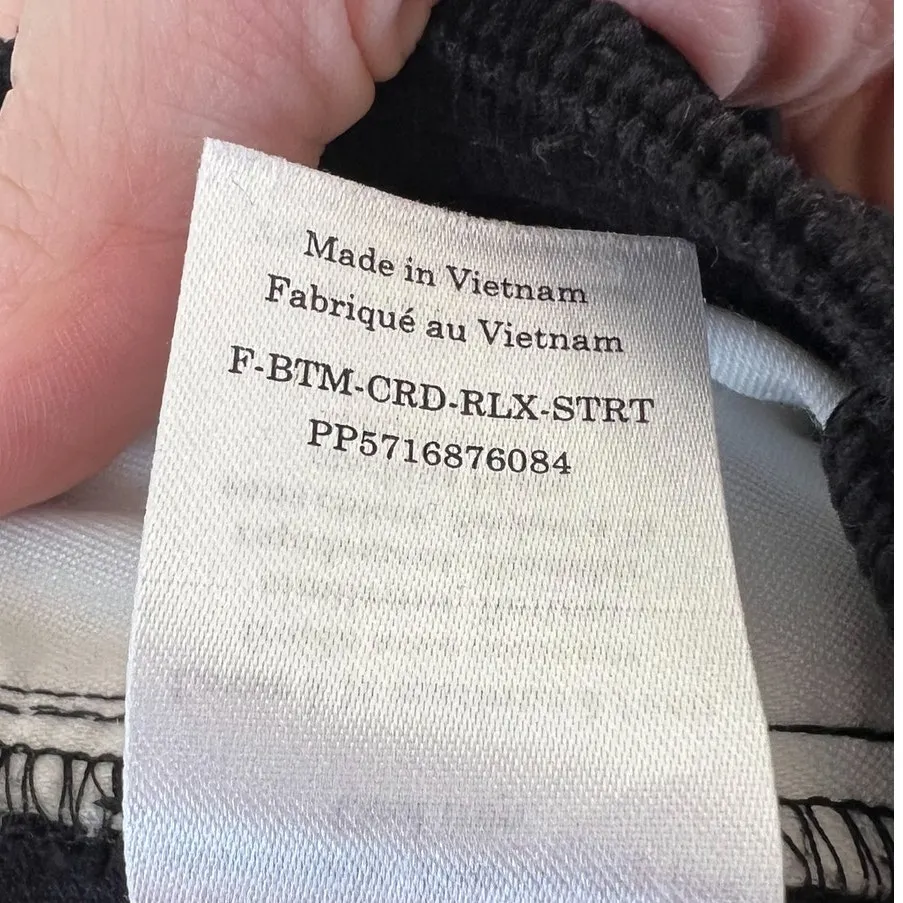 Made in Vietnam
Fabriqué au Vietnam
F-BTM-CRD-RLX-STRT
PP5716876084